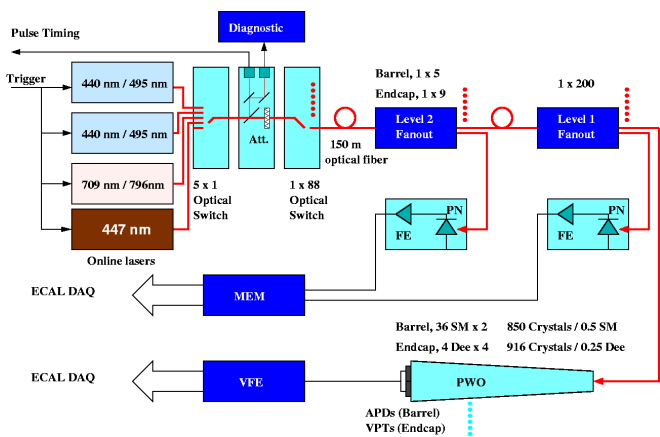 Diagnostic
Pulse Timing
Trigger
440 nm / 495 nm
440 nm / 495 nm
709 nm / 796nm
447 nm
Online lasers
5 x 1
Optical
Switch
Att.
1 x 88
Optical
Switch
150 m
optical fiber
Barrel, 1 x 5
Endcap, 1 x 9
Level 2
Fanout
1 x 200
Level 1
Fanout
PN
FE
PN
FE
ECAL DAQ
MEM
Barrel, 36 SM x 2
850 Crystals / 0.5 SM
Endcap, 4 Dee x 4
916 Crystals / 0.25 Dee
ECAL DAQ
VFE
PWO
APDs (Barrel)
VPTs (Endcap)